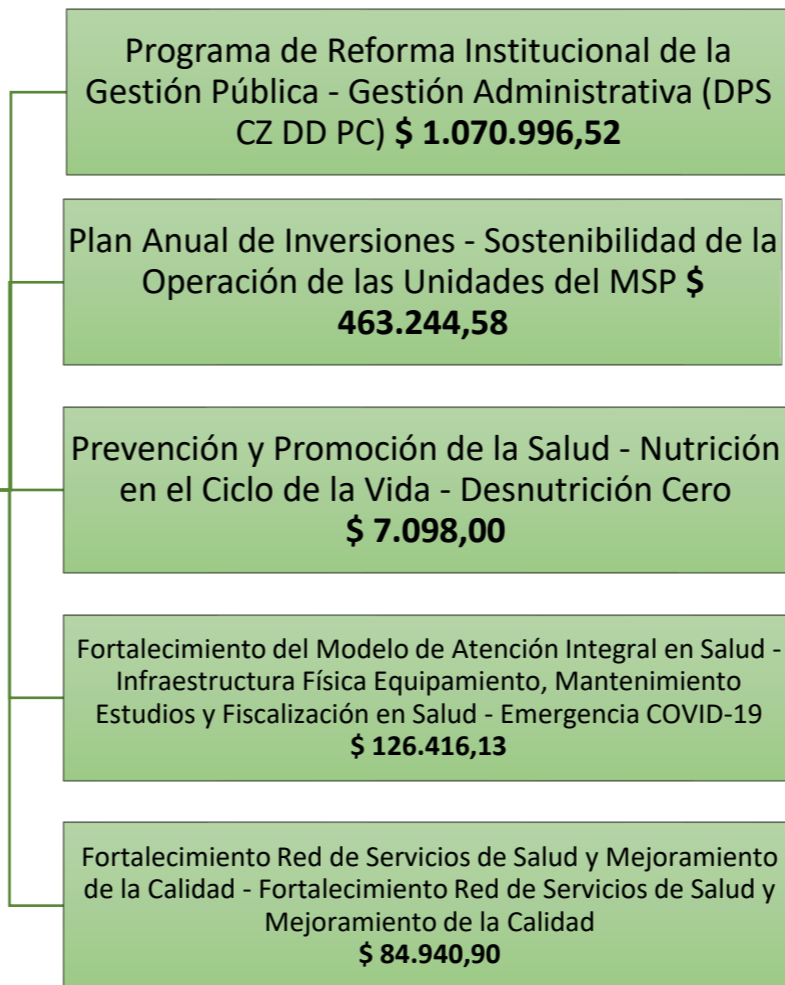 Programa de Reforma Institucional de la
Gestión Pública - Gestión Administrativa (DPS
CZ DD PC) $ 1.070.996,52
Plan Anual de Inversiones - Sostenibilidad de la
Operación de las Unidades del MSP $
463.244,58
Prevención y Promoción de la Salud - Nutrición
en el Ciclo de la Vida - Desnutrición Cero
$ 7.098,00
Fortalecimiento del Modelo de Atención Integral en Salud -
Infraestructura Física Equipamiento, Mantenimiento
Estudios y Fiscalización en Salud - Emergencia COVID-19
$ 126.416,13
Fortalecimiento Red de Servicios de Salud y Mejoramiento
de la Calidad - Fortalecimiento Red de Servicios de Salud y
Mejoramiento de la Calidad
$ 84.940,90